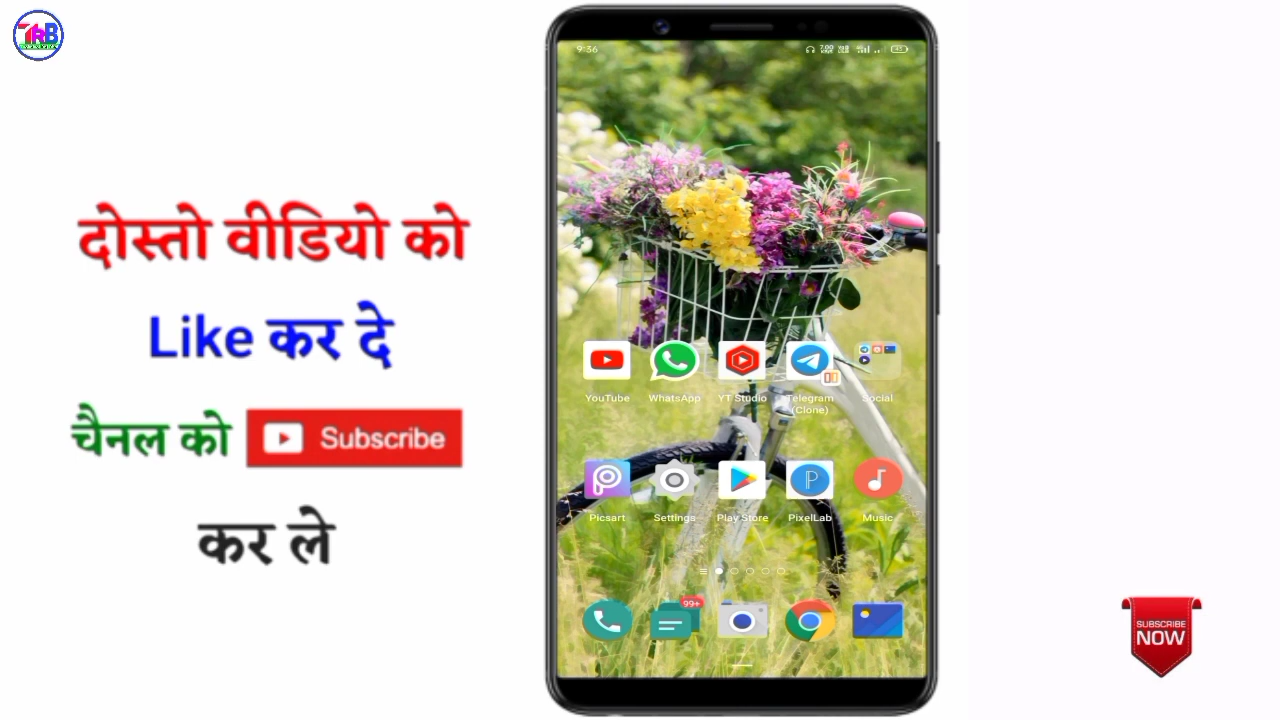 TRB
दोस्तो वीडियो को
Like कर दे
चैनल को Subscribe
कर ले
9:56
YouTube WhatsApp YT Studio Telegram (Clone) Social
Picsart Settings Play Store PixelLab Music
99+
SUBSCRIBE
NOW